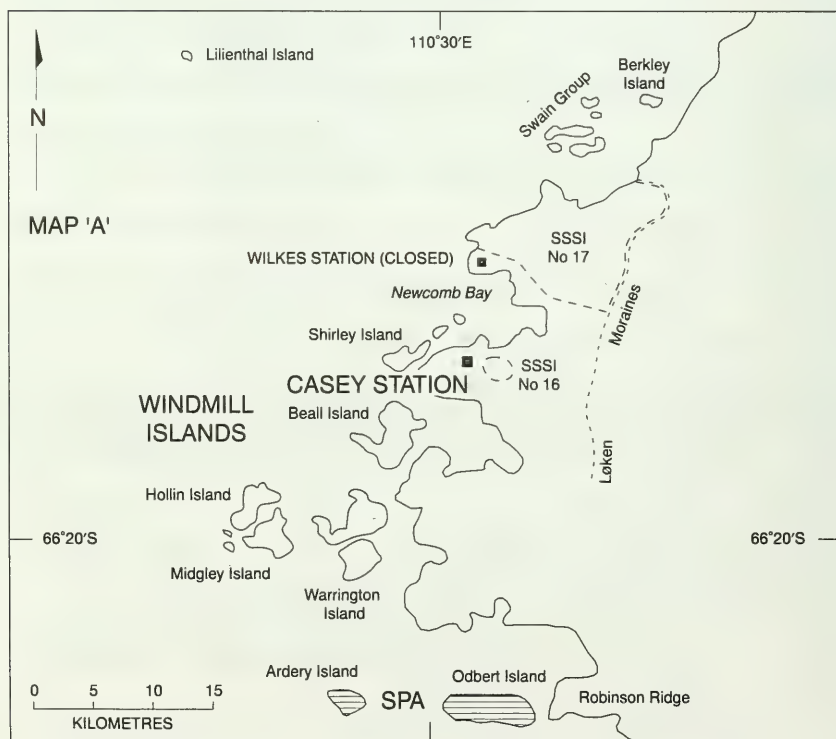 110°30'E
Lilienthal Island
Berkley
Island
Swain Group
N
MAP 'A'
SSSI
No 17
WILKES STATION (CLOSED)
Newcomb Bay
Moraines
Shirley Island
SSSI
No 16
CASEY STATION
WINDMILL
ISLANDS
Beall Island
Løken
Hollin Island
66°20'S
66°20'S
Midgley Island
Warrington
Island
Ardery Island
SPA
Odbert Island
Robinson Ridge
0 5 10 15
KILOMETRES